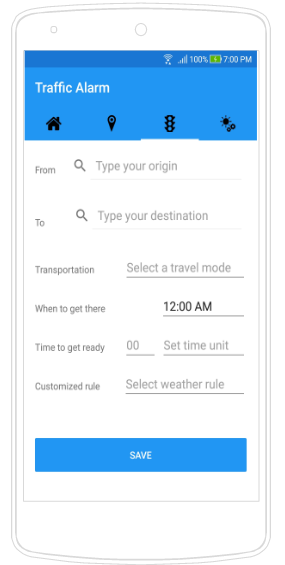 100% 7:00 PM
Traffic Alarm
From Type your origin
To Type your destination
Transportation Select a travel mode
When to get there 12:00 AM
Time to get ready 00 Set time unit
Customized rule Select weather rule
SAVE